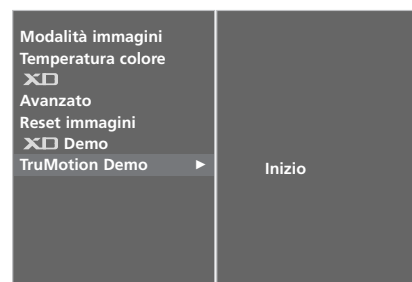 Modalità immagini
Temperatura colore
XD
Avanzato
Reset immagini
XD Demo
TruMotion Demo ►
Inizio